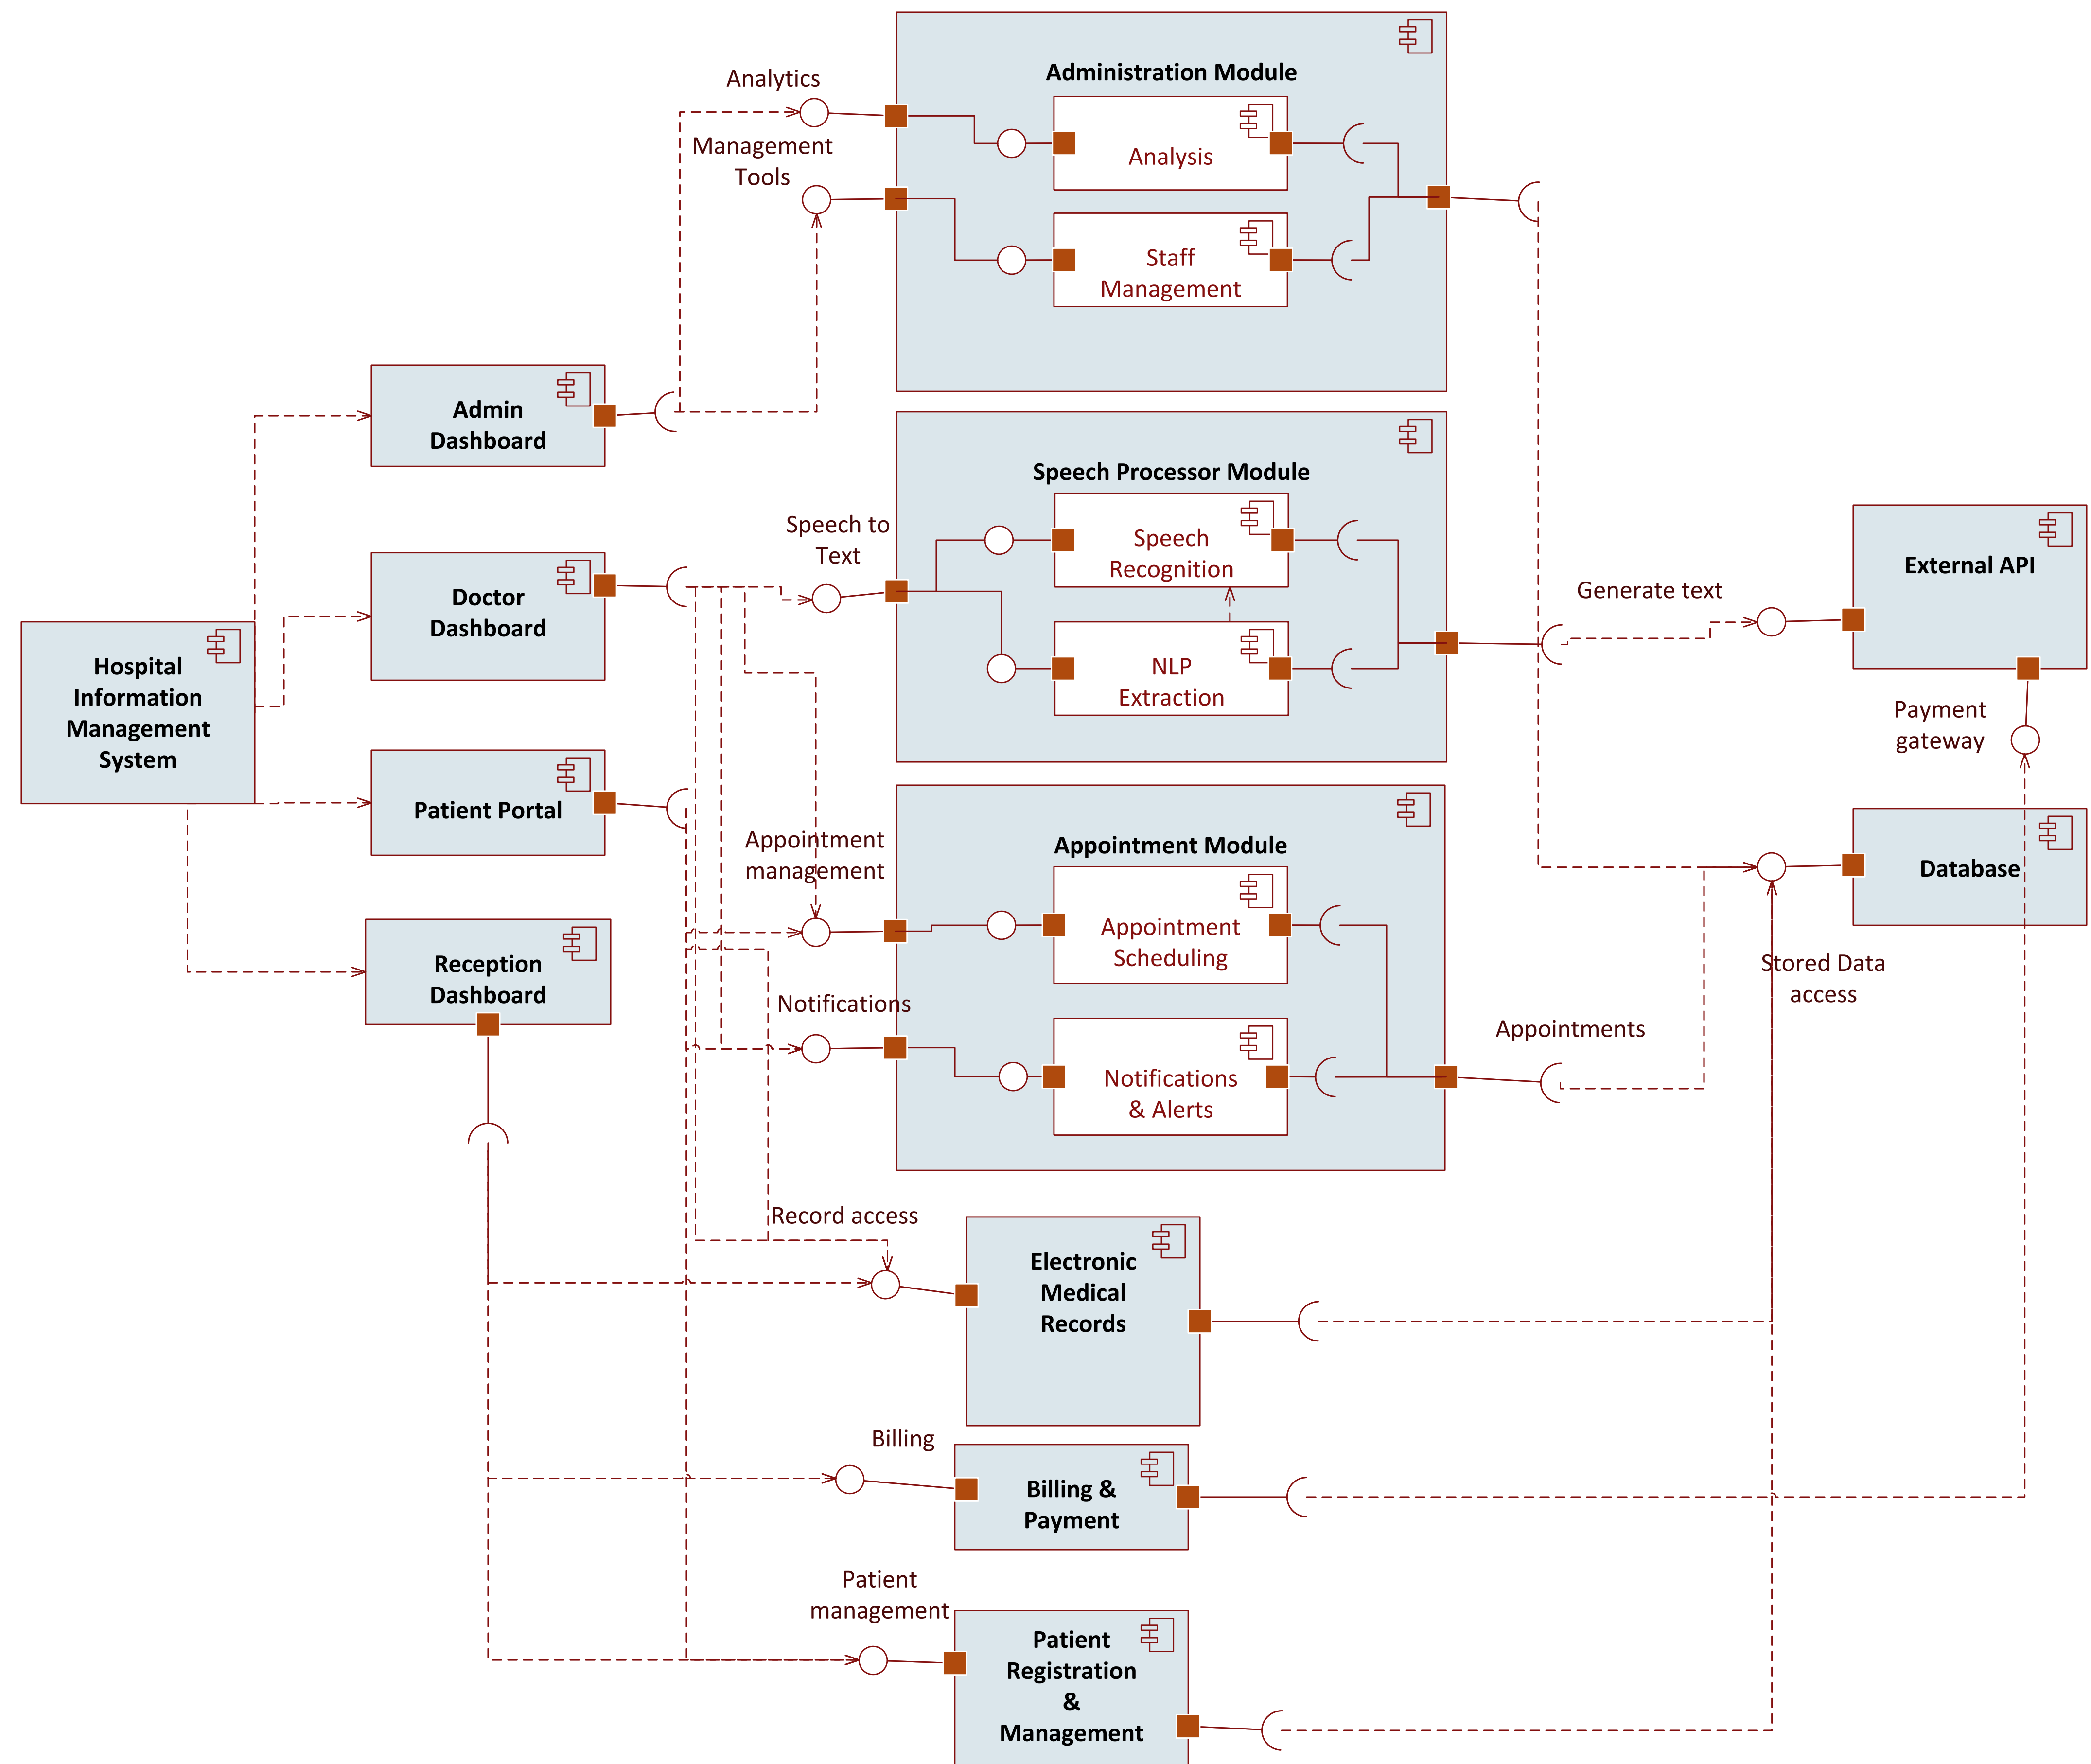 Administration Module
Analytics
Management
Tools
Analysis
Staff
Management
Admin
Dashboard
Speech Processor Module
Speech to
Text
Speech
Recognition
NLP
Extraction
Doctor
Dashboard
Generate text
External API
Hospital
Information
Management
System
Payment
gateway
Patient Portal
Appointment
management
Appointment Module
Database
Appointment
Scheduling
Reception
Dashboard
Stored Data
access
Notifications
Appointments
Notifications
& Alerts
Record access
Electronic
Medical
Records
Billing
Billing &
Payment
Patient
management
Patient
Registration
&
Management